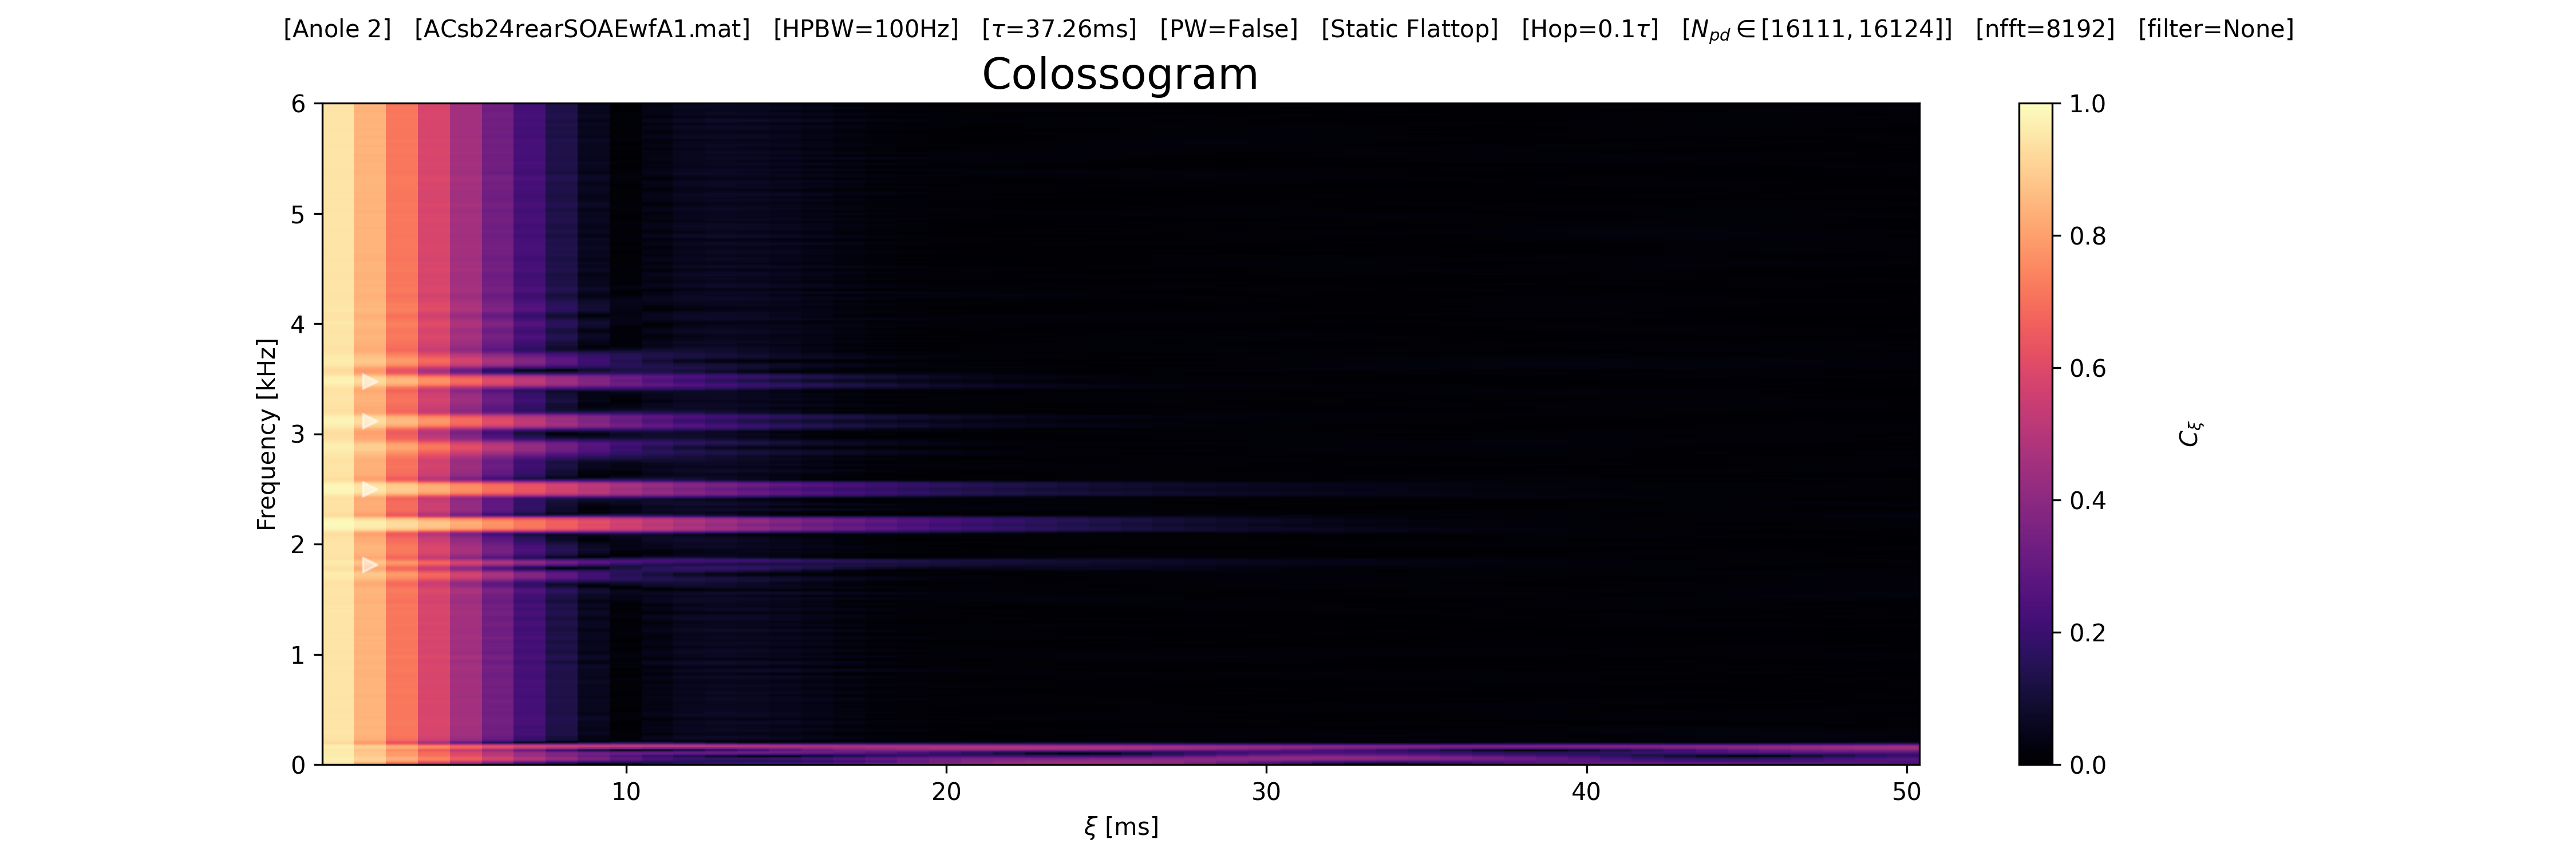 [Anole 2] [ACsb24rearSOAEwfA1.mat] [HPBW=100Hz] [τ=37.26ms] [PW=False] [Static Flattop] [Hop=0.1τ] [N_pd ∈ [16111, 16124]] [nfft=8192] [filter=None]
Colossogram
6
5
4
3
2
1
0
Frequency [kHz]
10 20 30 40 50
ξ [ms]
1.0
0.8
0.6
0.4
0.2
0.0
C_ξ